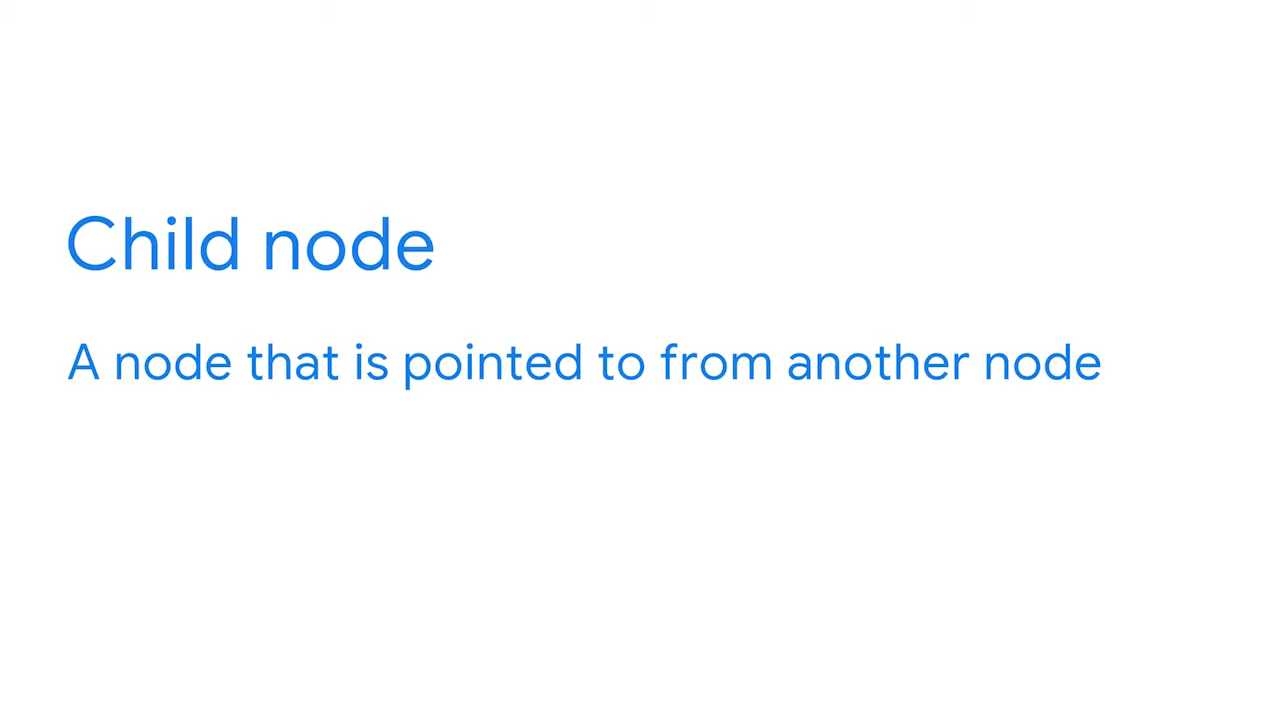 Child node
A node that is pointed to from another node